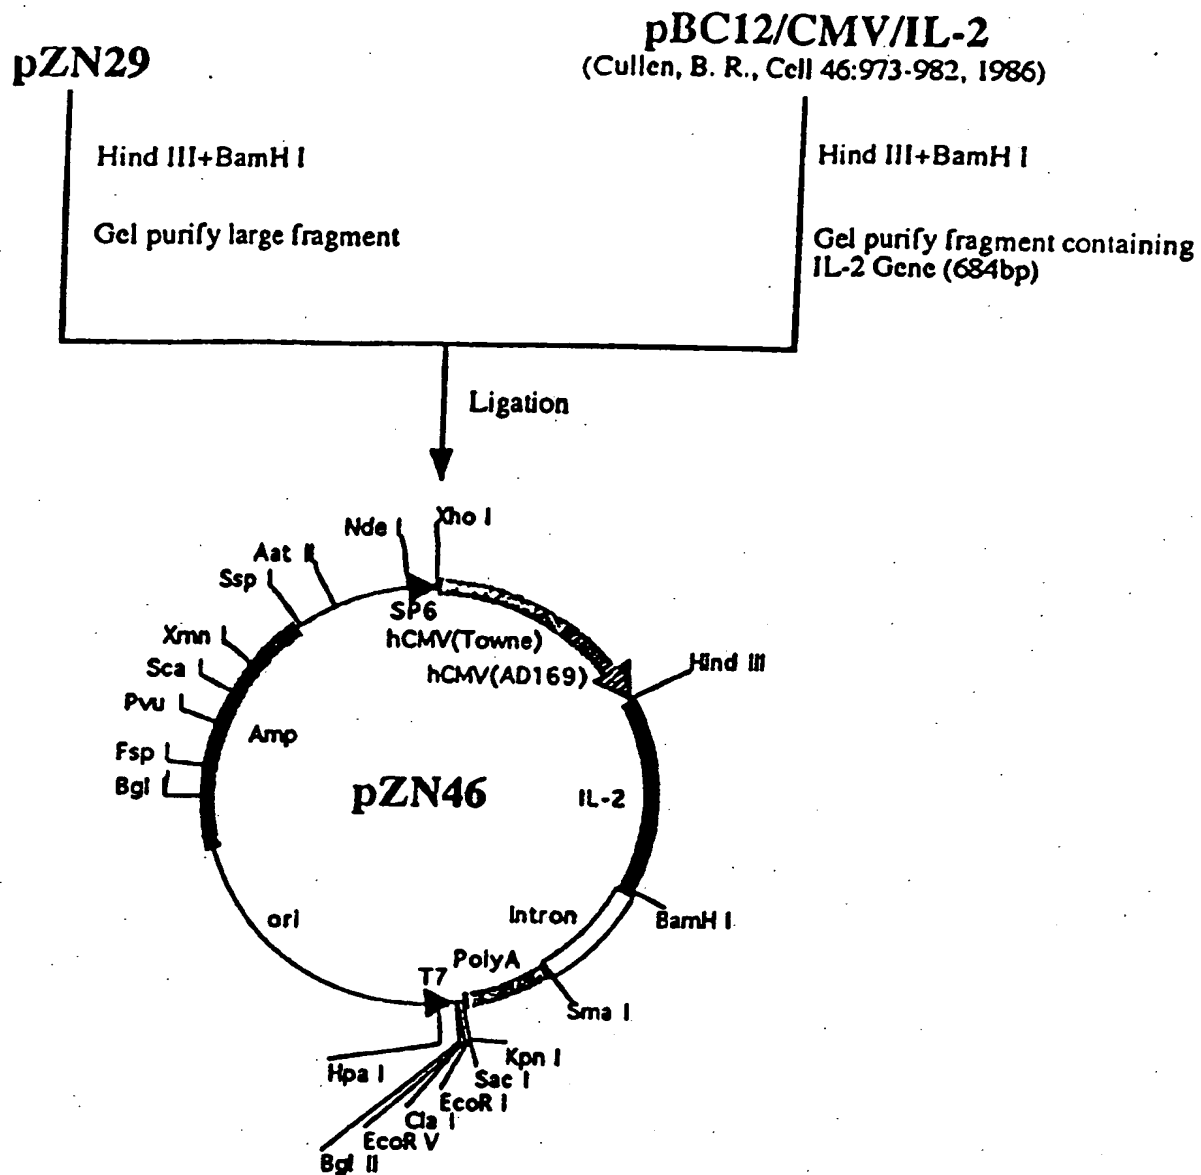 pZN29
pBC12/CMV/IL-2
(Cullen, B. R., Cell 46:973-982, 1986)
Hind III+BamH I
Gel purify large fragment
Hind III+BamH I
Gel purify fragment containing
IL-2 Gene (684bp)
Ligation
Nde I
Xho I
Aat II
Ssp I
SP6
hCMV(Towne)
hCMV(AD169)
Hind III
Xmn I
Sca I
Pvu I
Amp
Fsp I
Bgl I
pZN46
IL-2
ori
Intron
BamH I
PolyA
T7
Sma I
Hpa I
Kpn I
Sac I
EcoR I
Cla I
EcoR V
Bgl II